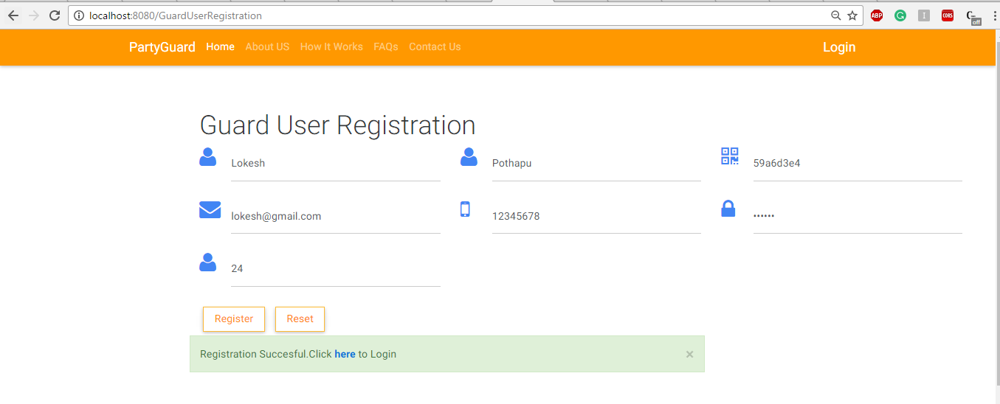 localhost:8080/GuardUserRegistration
ABP
G
I
CORS
off
PartyGuard Home About US How It Works FAQs Contact Us Login
Guard User Registration
Lokesh Pothapu 59a6d3e4
lokesh@gmail.com 12345678 ••••••
24
Register Reset
Registration Succesful.Click here to Login ×